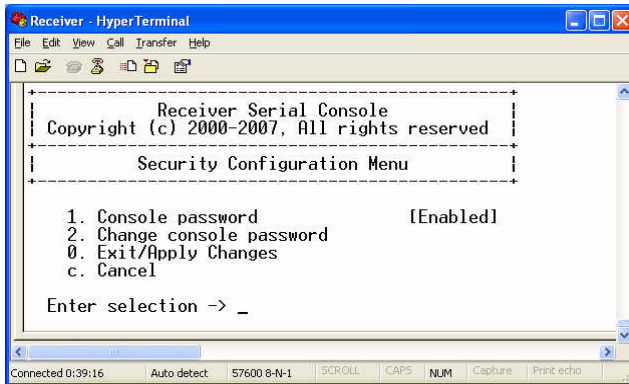 Receiver - HyperTerminal
File Edit View Call Transfer Help
Receiver Serial Console
Copyright (c) 2000-2007, All rights reserved
Security Configuration Menu
1. Console password [Enabled]
2. Change console password
0. Exit/Apply Changes
c. Cancel
Enter selection -> _
Connected 0:39:16 Auto detect 57600 8-N-1 SCROLL CAPS NUM Capture Print echo